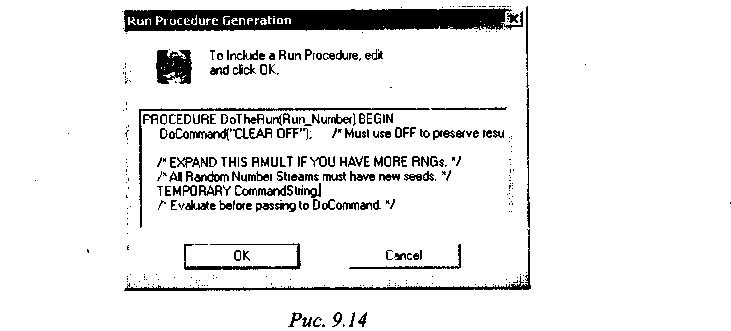 Run Procedure Generation
To Include a Run Procedure, edit
and click OK.
PROCEDURE DoTheRun(Run_Number) BEGIN
DoCommand("CLEAR OFF"); /* Must use OFF to preserve resu
/* EXPAND THIS RMULT IF YOU HAVE MORE RNGs. */
/* All Random Number Streams must have new seeds. */
TEMPORARY CommandString;
/* Evaluate before passing to DoCommand. */
OK Cancel
Рис. 9.14